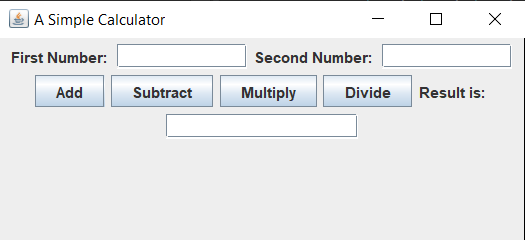 A Simple Calculator
First Number: Second Number:
Add Subtract Multiply Divide Result is: